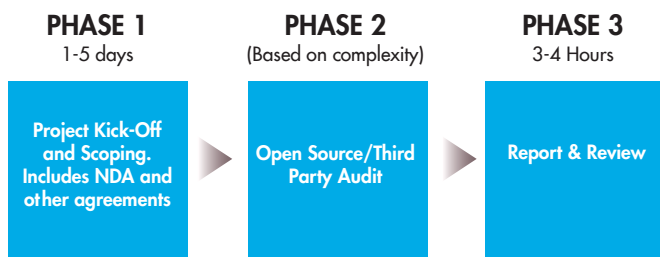 PHASE 1
1-5 days
Project Kick-Off
and Scoping.
Includes NDA and
other agreements
PHASE 2
(Based on complexity)
Open Source/Third
Party Audit
PHASE 3
3-4 Hours
Report & Review